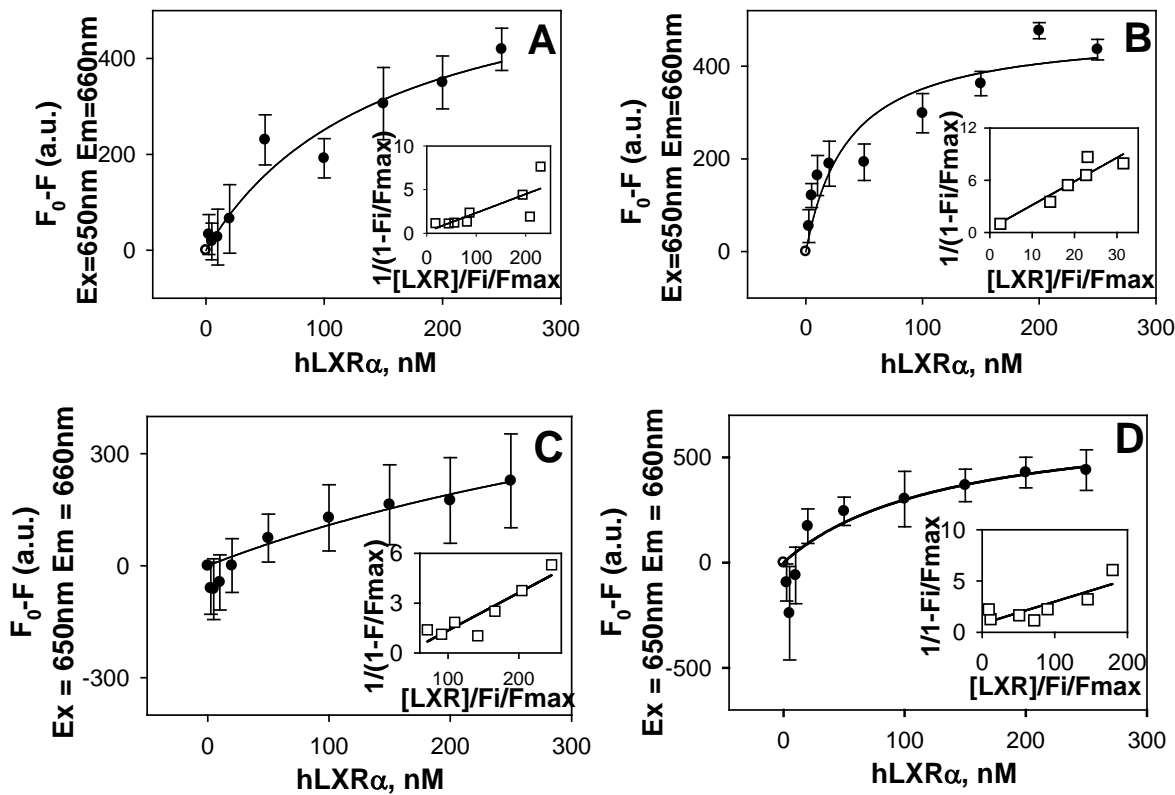 A
F0-F (a.u.)
Ex=650nm Em=660nm
400
200
0
0 100 200 300
hLXRα, nM
1/(1-Fi/Fmax)
10
5
0
0 50 100 150 200
[LXR]/Fi/Fmax
B
F0-F (a.u.)
Ex=650nm Em=660nm
400
200
0
0 100 200 300
hLXRα, nM
1/(1-Fi/Fmax)
12
6
0
0 10 20 30
[LXR]/Fi/Fmax
C
F0-F (a.u.)
Ex = 650nm Em = 660nm
300
0
-300
0 100 200 300
hLXRα, nM
1/(1-F/Fmax)
6
3
0
100 200
[LXR]/Fi/Fmax
D
F0-F (a.u.)
Ex = 650nm Em = 660nm
500
0
-500
0 100 200 300
hLXRα, nM
1/1-Fi/Fmax
10
5
0
0 100 200
[LXR]/Fi/Fmax